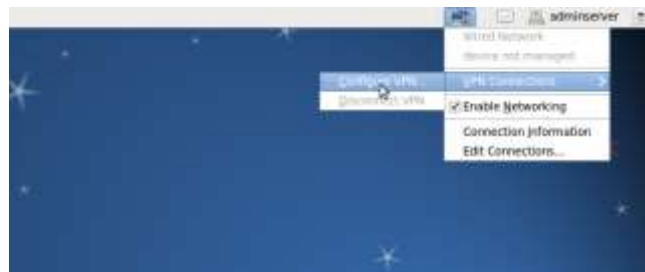 adminserver
Wired Network
device not managed
VPN Connections
Configure VPN...
Disconnect VPN
Enable Networking
Connection Information
Edit Connections...